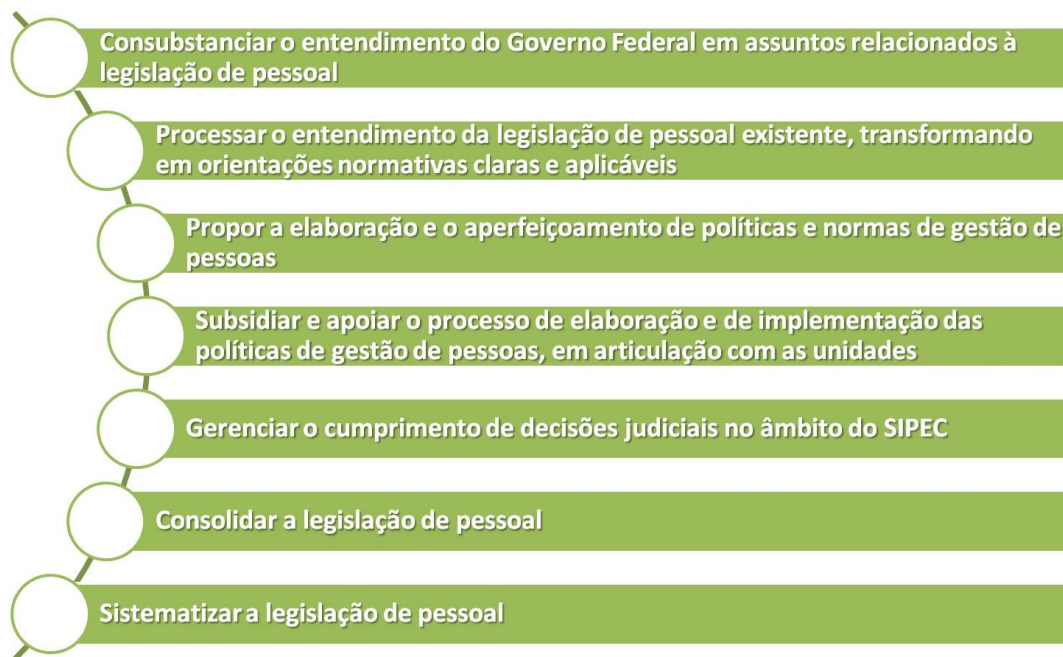 Consubstanciar o entendimento do Governo Federal em assuntos relacionados à
legislação de pessoal
Processar o entendimento da legislação de pessoal existente, transformando
em orientações normativas claras e aplicáveis
Propor a elaboração e o aperfeiçoamento de políticas e normas de gestão de
pessoas
Subsidiar e apoiar o processo de elaboração e de implementação das
políticas de gestão de pessoas, em articulação com as unidades
Gerenciar o cumprimento de decisões judiciais no âmbito do SIPEC
Consolidar a legislação de pessoal
Sistematizar a legislação de pessoal